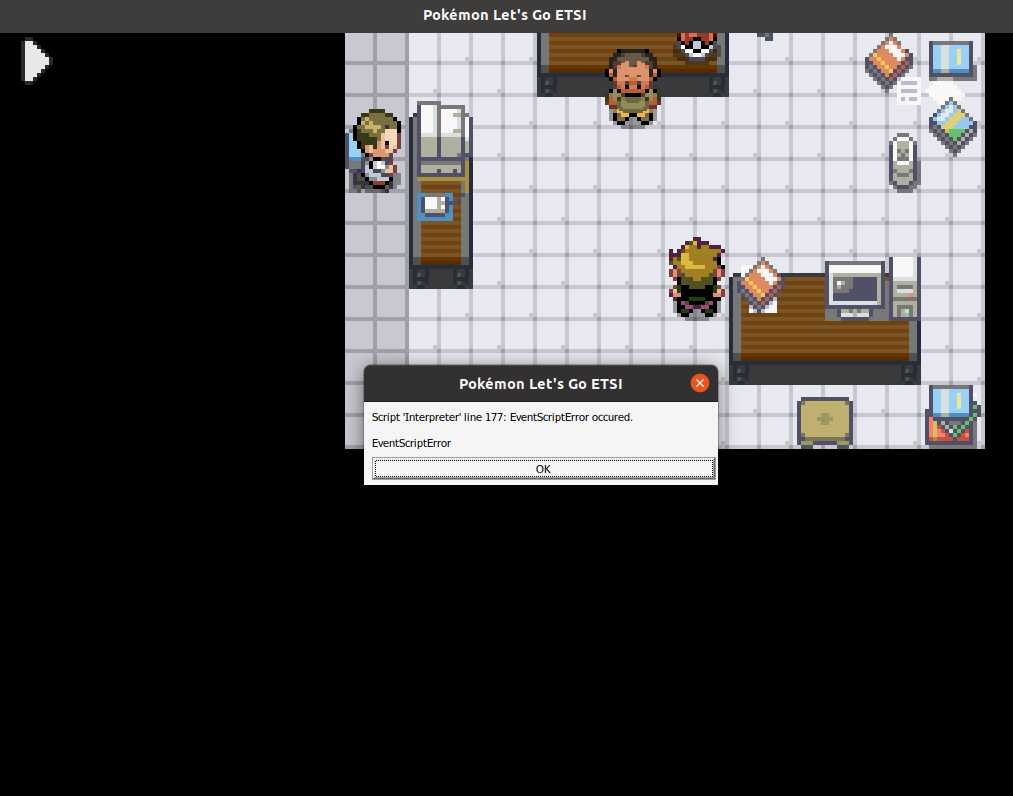 Pokémon Let's Go ETSI
Pokémon Let's Go ETSI
Script 'Interpreter' line 177: EventScriptError occured.
EventScriptError
OK